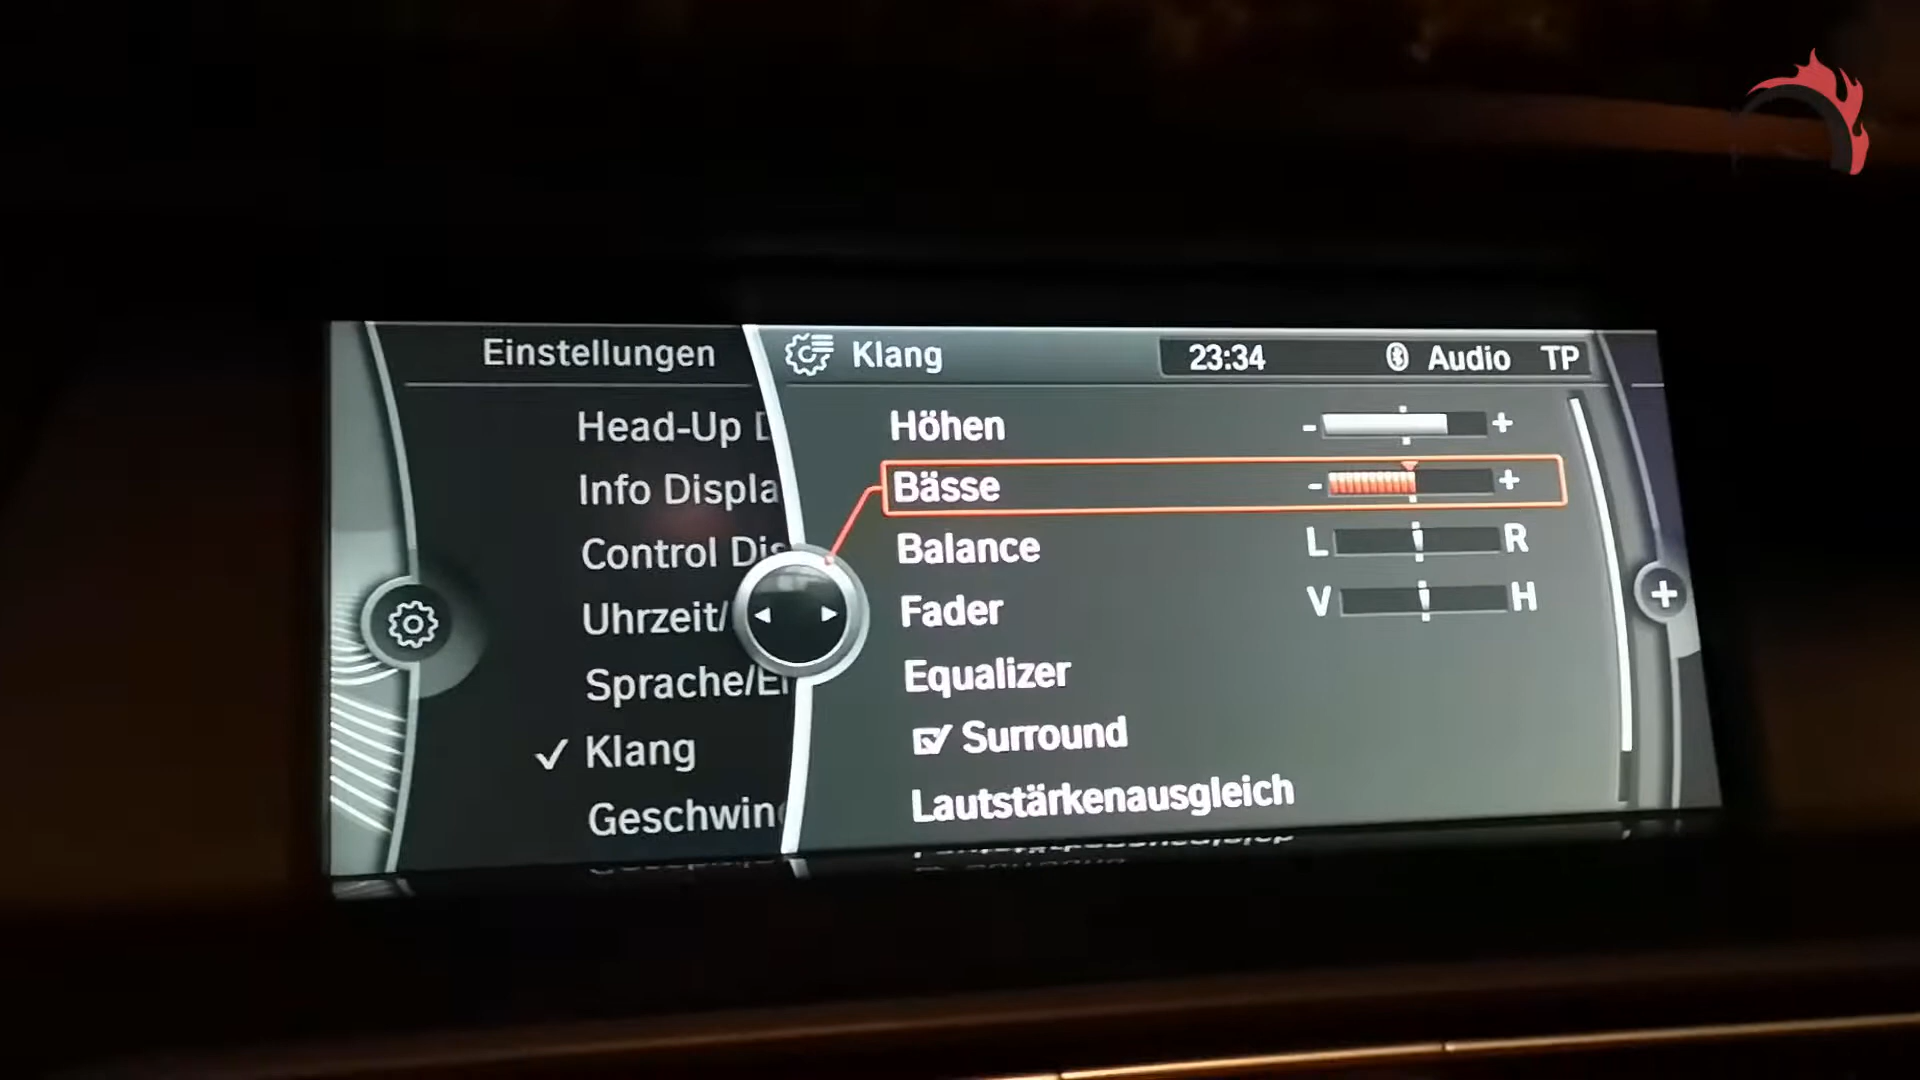 Einstellungen
Head-Up D
Info Displa
Control Dis
Uhrzeit/
Sprache/E
✓ Klang
Geschwin
Klang
23:34 Audio TP
Höhen - +
Bässe - +
Balance L R
Fader V H
Equalizer
Surround
Lautstärkenausgleich